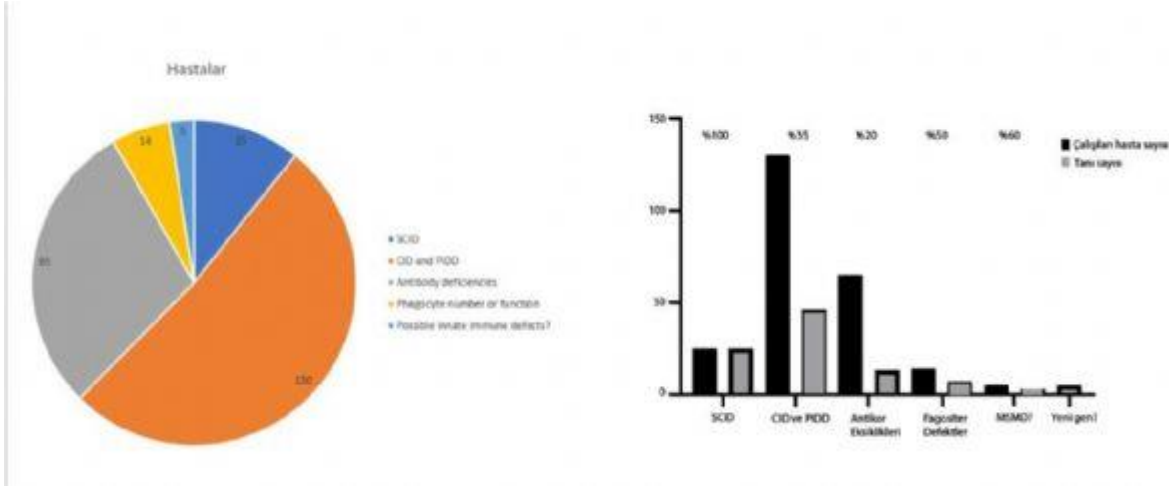 Hastalar
14
130
SCID
CID and PIDD
Antibody deficiencies
Phagocyte number or function
Possible innate immune defects?
150
100
50
0
%100
%35
%20
%50
%60
Çalışılan hasta sayısı
Tanı sayısı
SCID
CID ve PIDD
Antikor
Eksiklikleri
Fagositer
Defektler
MSMD?
Yeni gen?